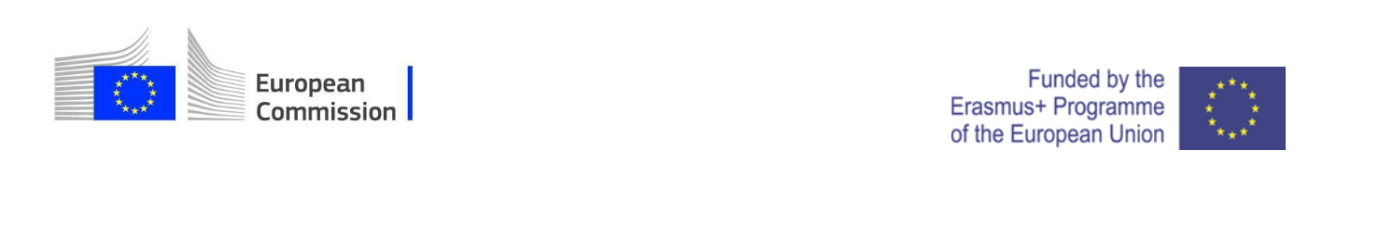 European
Commission
Funded by the
Erasmus+ Programme
of the European Union